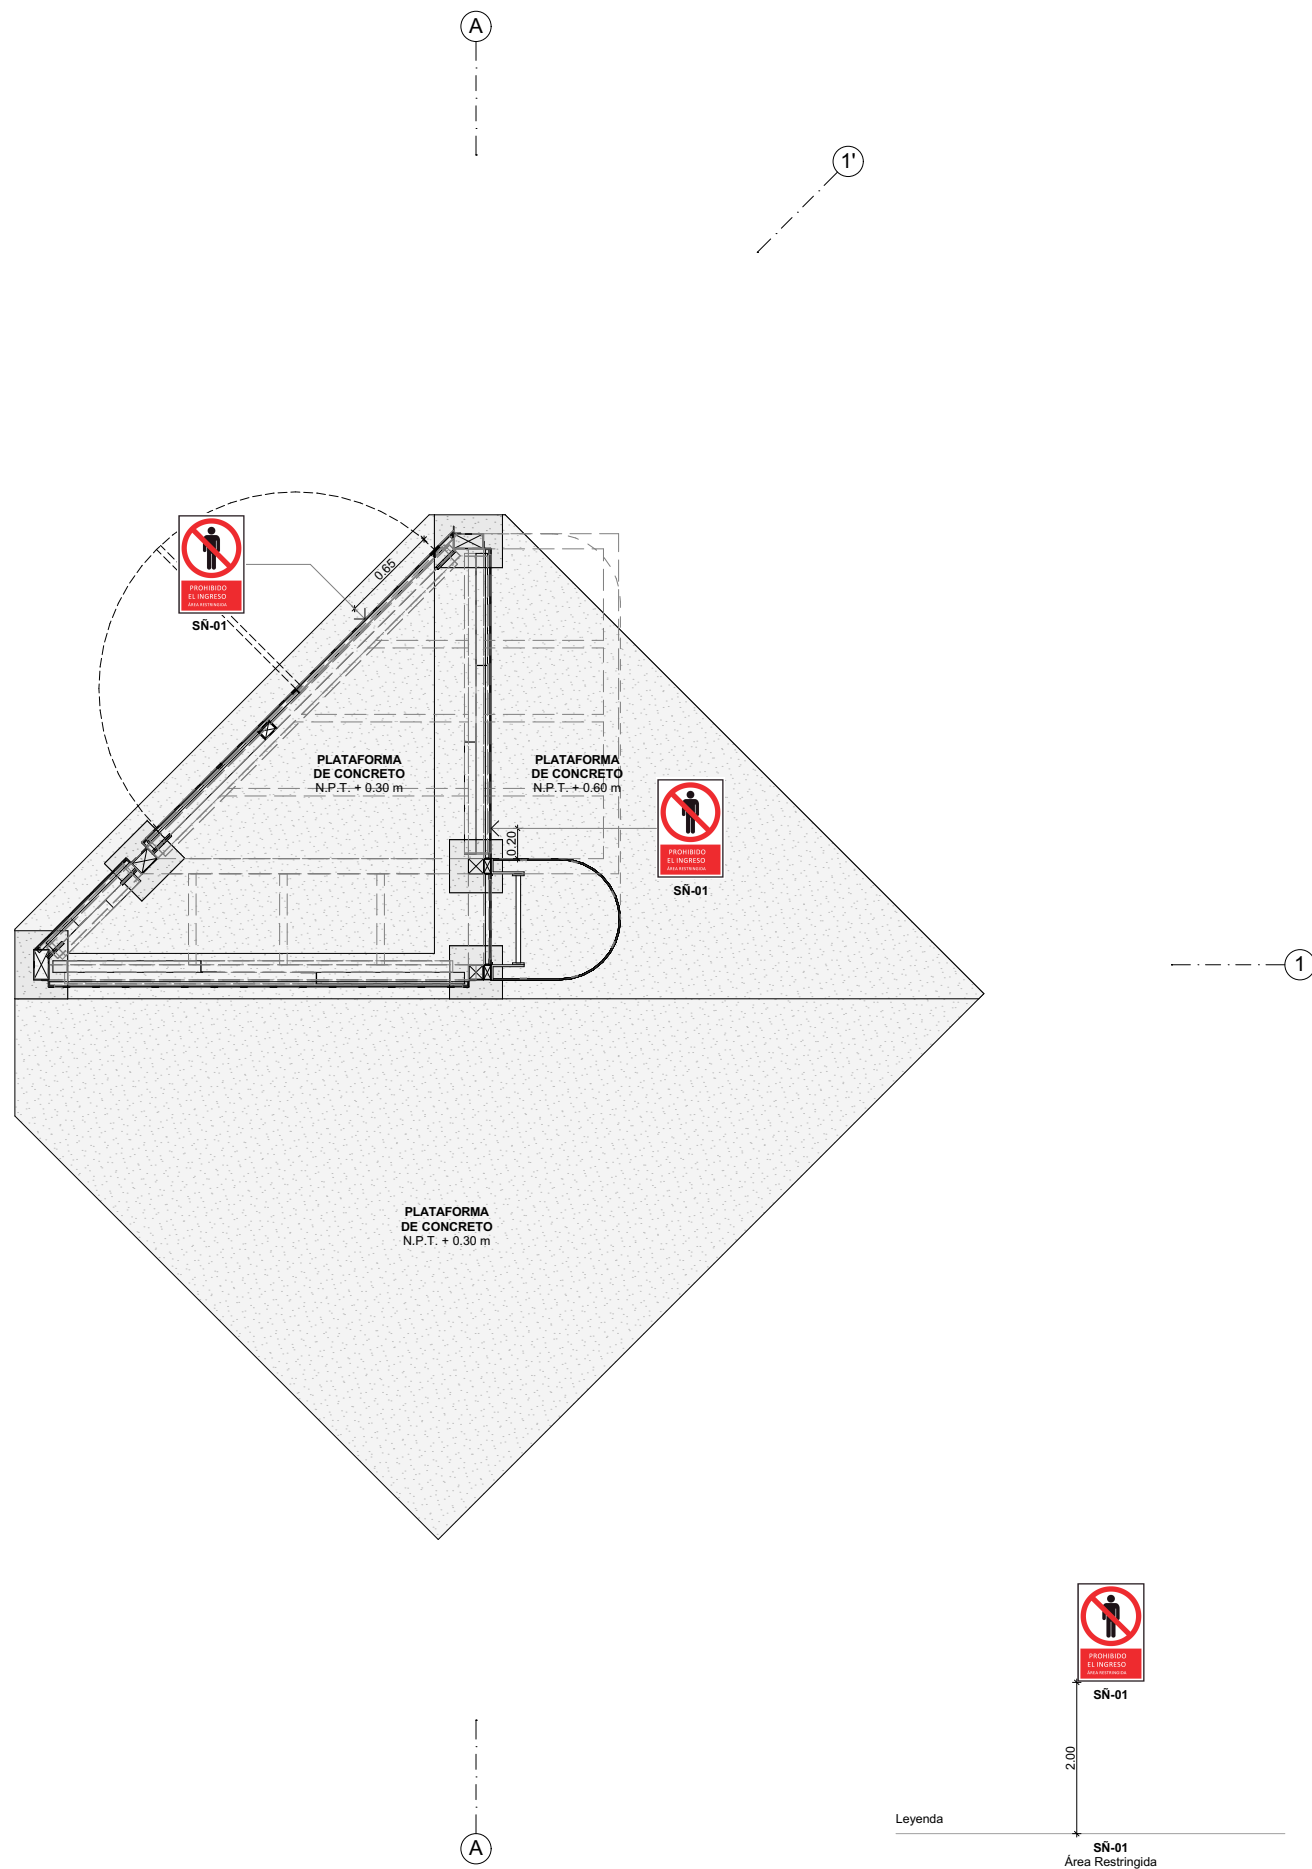 A
1'
0.65
PROHIBIDO
EL INGRESO
ÁREA RESTRINGIDA
SÑ-01
PLATAFORMA
DE CONCRETO
N.P.T. + 0.30 m
PLATAFORMA
DE CONCRETO
N.P.T. + 0.60 m
0.20
PROHIBIDO
EL INGRESO
ÁREA RESTRINGIDA
SÑ-01
1
PLATAFORMA
DE CONCRETO
N.P.T. + 0.30 m
PROHIBIDO
EL INGRESO
ÁREA RESTRINGIDA
SÑ-01
2.00
Leyenda
SÑ-01
Área Restringida
A